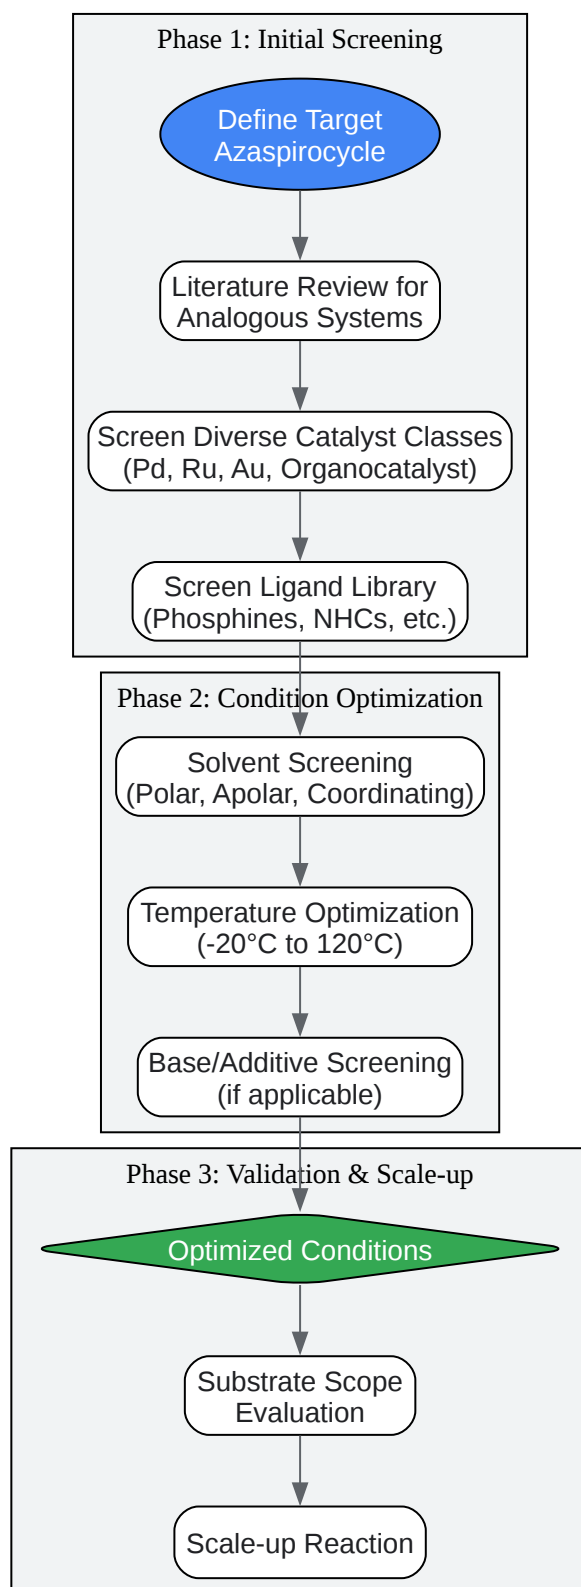 Phase 1: Initial Screening
Define Target
Azaspirocycle
Literature Review for
Analogous Systems
Screen Diverse Catalyst Classes
(Pd, Ru, Au, Organocatalyst)
Screen Ligand Library
(Phosphines, NHCs, etc.)
Phase 2: Condition Optimization
Solvent Screening
(Polar, Apolar, Coordinating)
Temperature Optimization
(-20°C to 120°C)
Base/Additive Screening
(if applicable)
Phase 3: Validation & Scale-up
Optimized Conditions
Substrate Scope
Evaluation
Scale-up Reaction